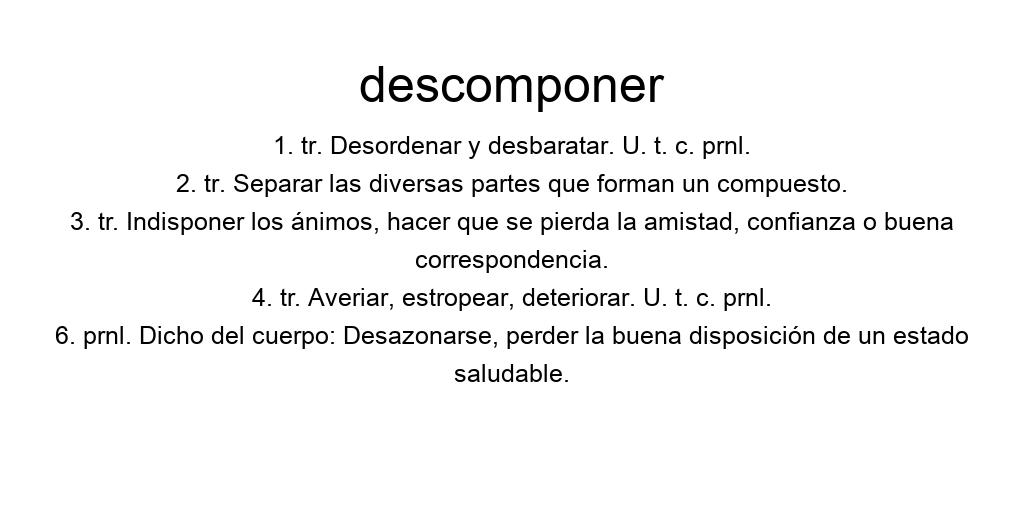 descomponer
1. tr. Desordenar y desbaratar. U. t. c. prnl.
2. tr. Separar las diversas partes que forman un compuesto.
3. tr. Indisponer los ánimos, hacer que se pierda la amistad, confianza o buena
correspondencia.
4. tr. Averiar, estropear, deteriorar. U. t. c. prnl.
6. prnl. Dicho del cuerpo: Desazonarse, perder la buena disposición de un estado
saludable.